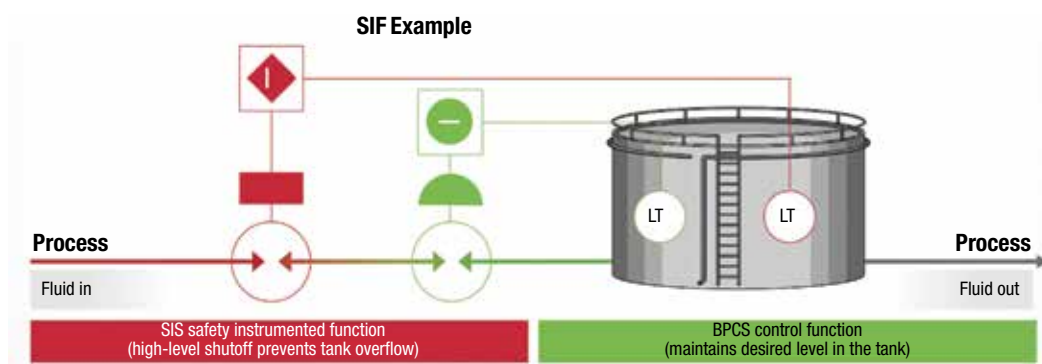 SIF Example
LT
LT
Process
Process
Fluid in
Fluid out
SIS safety instrumented function
(high-level shutoff prevents tank overflow)
BPCS control function
(maintains desired level in the tank)